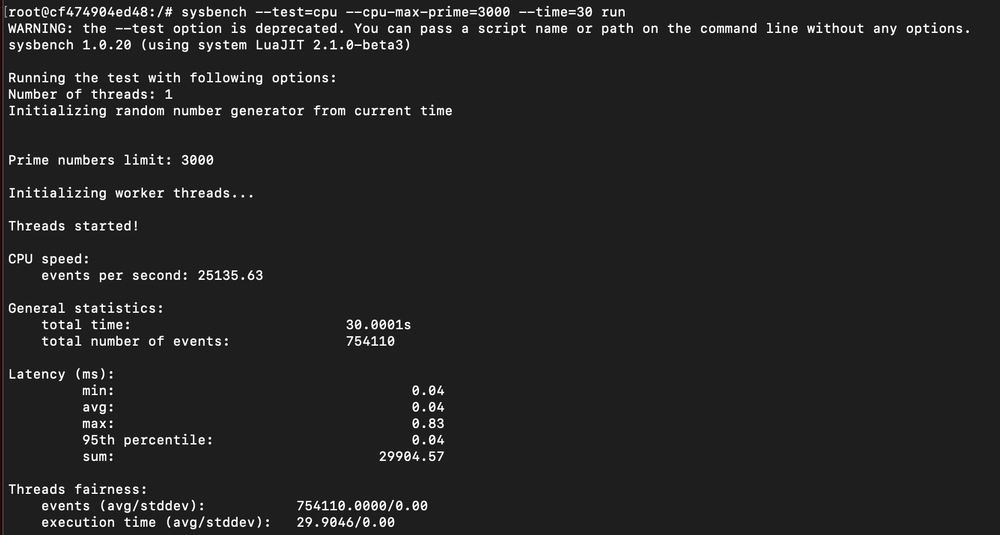 [root@cf474904ed48:/# sysbench --test=cpu --cpu-max-prime=3000 --time=30 run
WARNING: the --test option is deprecated. You can pass a script name or path on the command line without any options.
sysbench 1.0.20 (using system LuaJIT 2.1.0-beta3)
Running the test with following options:
Number of threads: 1
Initializing random number generator from current time
Prime numbers limit: 3000
Initializing worker threads...
Threads started!
CPU speed:
events per second: 25135.63
General statistics:
total time: 30.0001s
total number of events: 754110
Latency (ms):
min: 0.04
avg: 0.04
max: 0.83
95th percentile: 0.04
sum: 29904.57
Threads fairness:
events (avg/stddev): 754110.0000/0.00
execution time (avg/stddev): 29.9046/0.00